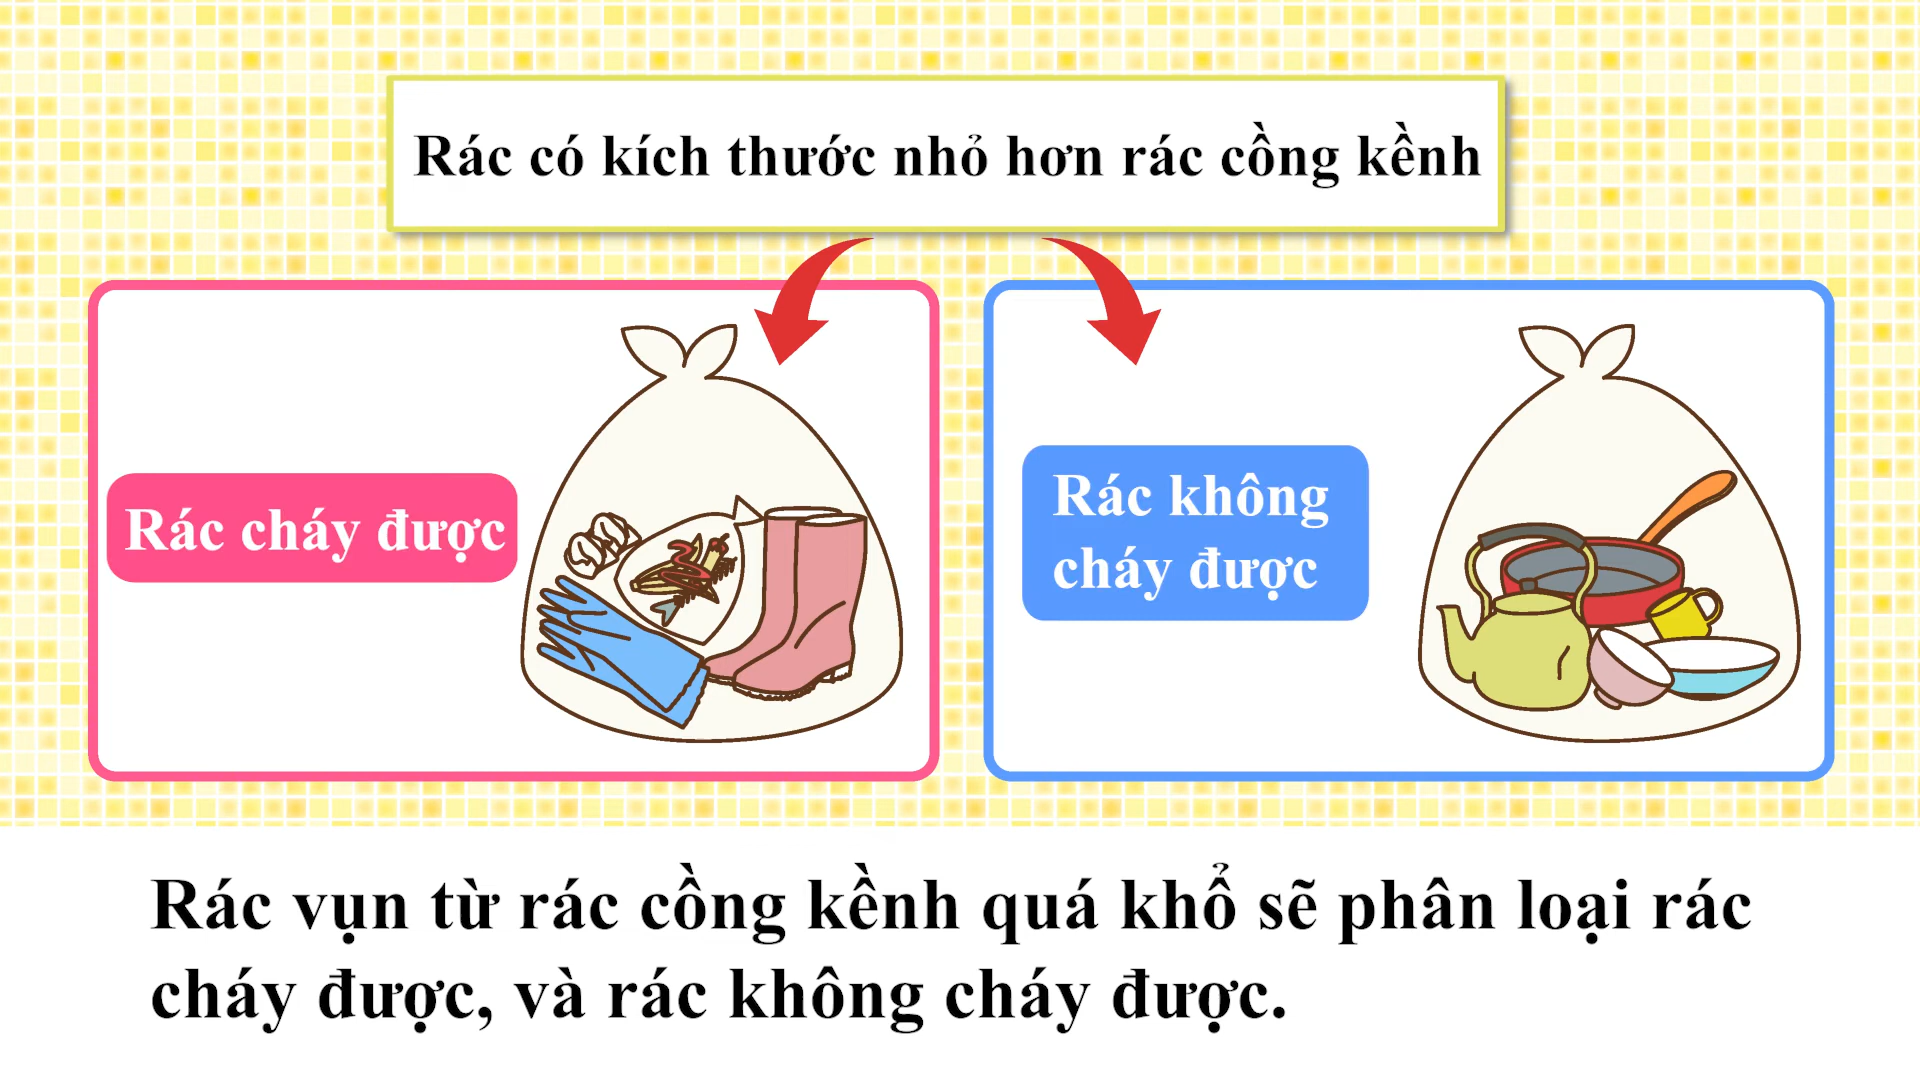 Rác có kích thước nhỏ hơn rác cồng kềnh
Rác cháy được
Rác không
cháy được
Rác vụn từ rác cồng kềnh quá khổ sẽ phân loại rác
cháy được, và rác không cháy được.